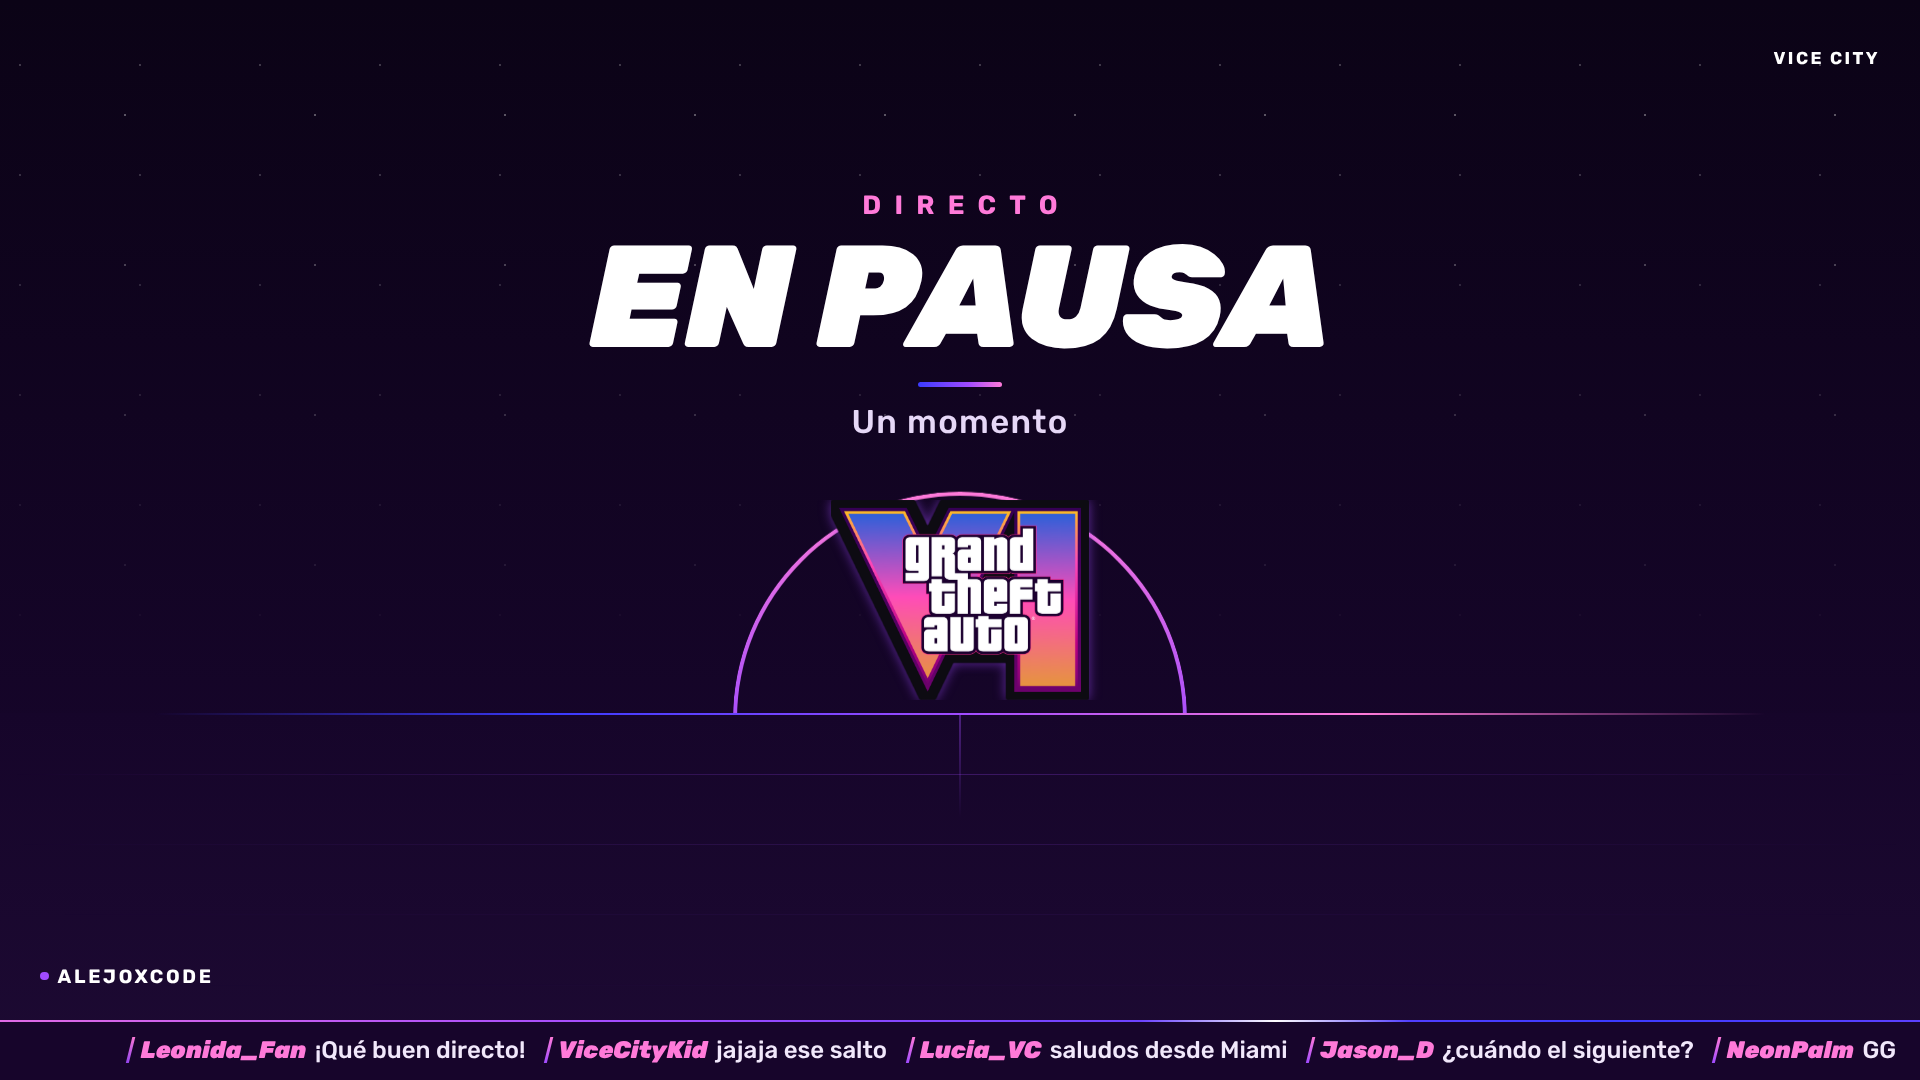 VICE CITY
DIRECTO
EN PAUSA
Un momento
VI
grand
theft
auto
ALEJOXCODE
/ Leonida_Fan ¡Qué buen directo! / ViceCityKid jajaja ese salto / Lucia_VC saludos desde Miami / Jason_D ¿cuándo el siguiente? / NeonPalm GG